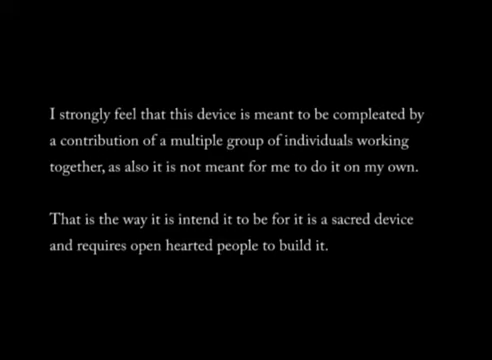 I strongly feel that this device is meant to be compleated by
a contribution of a multiple group of individuals working
together, as also it is not meant for me to do it on my own.
That is the way it is intend it to be for it is a sacred device
and requires open hearted people to build it.